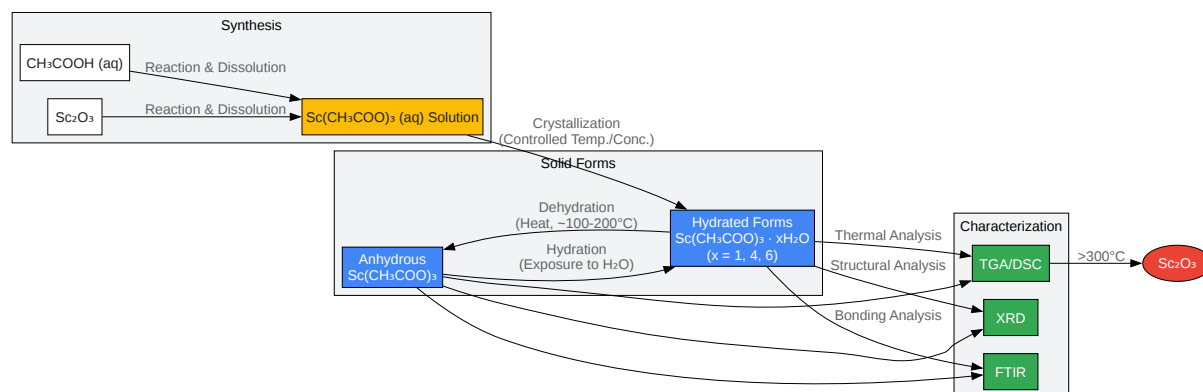 Synthesis
CH₃COOH (aq)
Reaction & Dissolution
Sc₂O₃
Reaction & Dissolution
Sc(CH₃COO)₃ (aq) Solution
Crystallization
(Controlled Temp./Conc.)
Solid Forms
Dehydration
(Heat, ~100-200°C)
Hydrated Forms
Sc(CH₃COO)₃ · xH₂O
(x = 1, 4, 6)
Hydration
(Exposure to H₂O)
Anhydrous
Sc(CH₃COO)₃
Thermal Analysis
Structural Analysis
Bonding Analysis
Characterization
TGA/DSC
>300°C
Sc₂O₃
XRD
FTIR